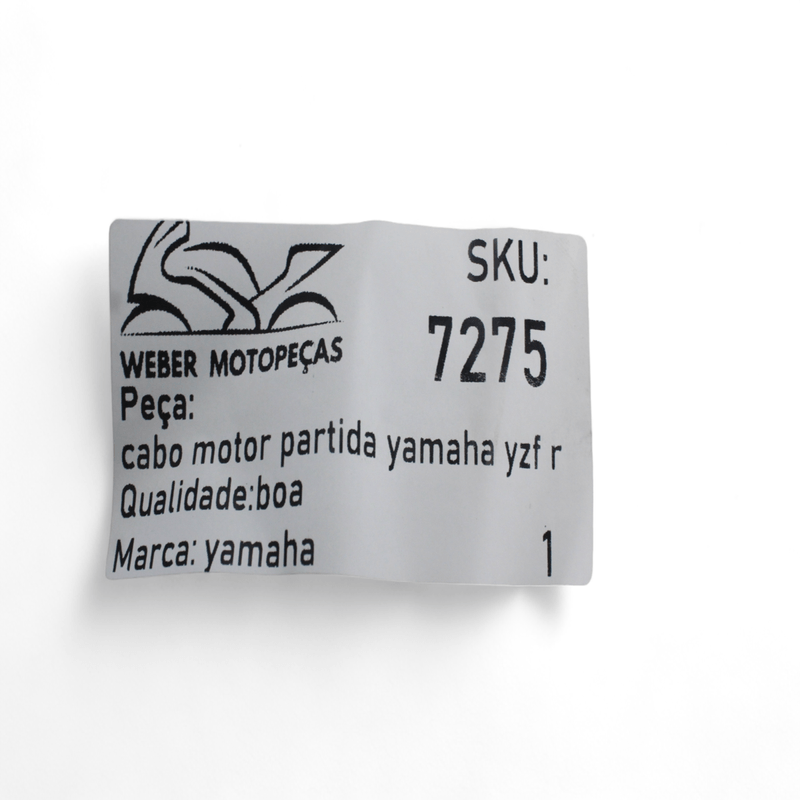 SKU:
7275
WEBER MOTOPEÇAS
Peça:
cabo motor partida yamaha yzf r
Qualidade:boa
Marca: yamaha
1